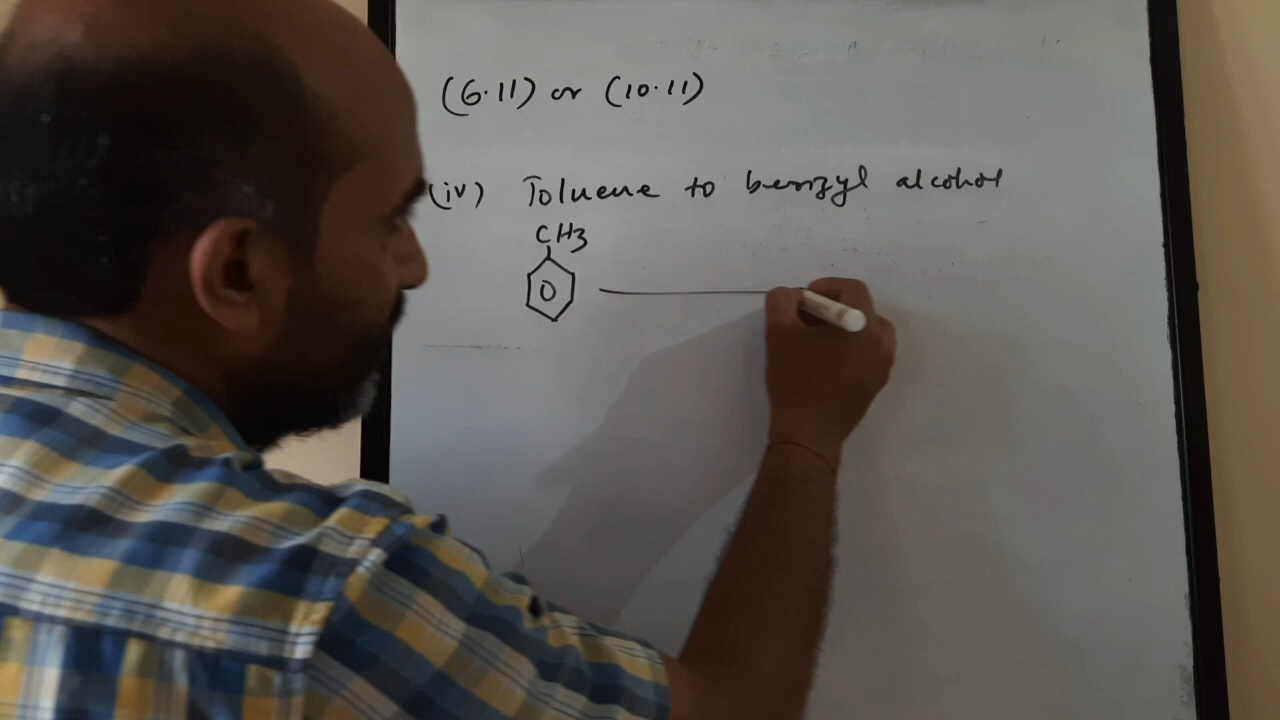 (6.11) or (10.11)
(iv) Toluene to benzyl alcohol
CH3